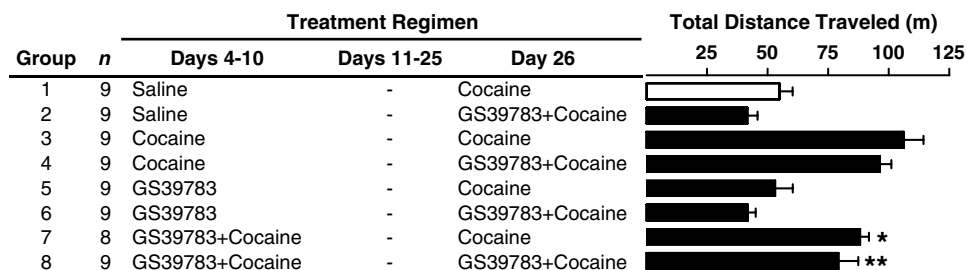 Treatment Regimen Total Distance Traveled (m)
Group n Days 4-10 Days 11-25 Day 26 25 50 75 100 125
1 9 Saline - Cocaine
2 9 Saline - GS39783+Cocaine
3 9 Cocaine - Cocaine
4 9 Cocaine - GS39783+Cocaine
5 9 GS39783 - Cocaine
6 9 GS39783 - GS39783+Cocaine
7 8 GS39783+Cocaine - Cocaine *
8 9 GS39783+Cocaine - GS39783+Cocaine **